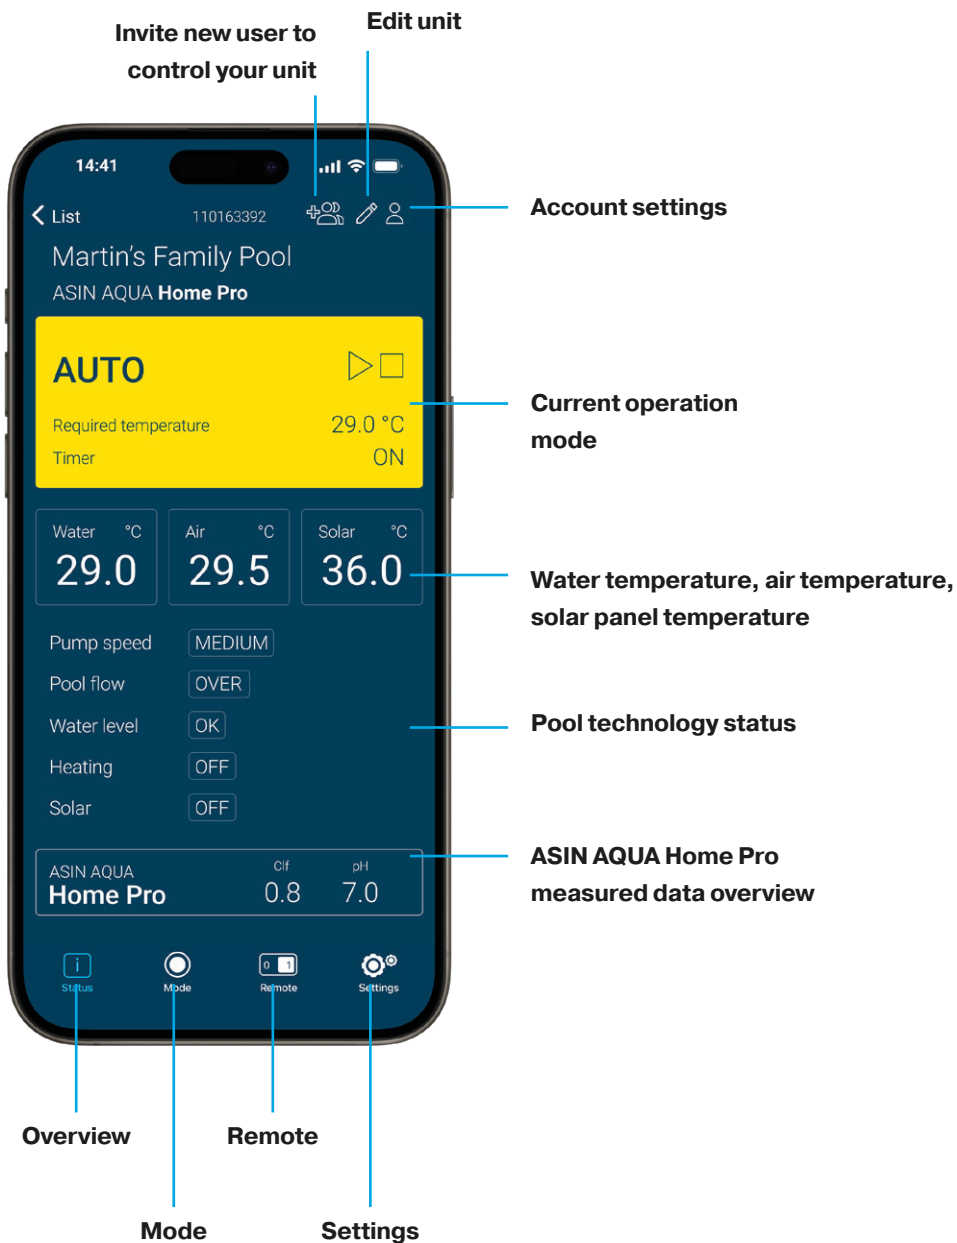 Edit unit
Invite new user to
control your unit
14:41
List
110163392
Account settings
Martin's Family Pool
ASIN AQUA Home Pro
AUTO
Required temperature 29.0 °C
Timer ON
Current operation
mode
Water °C Air °C Solar °C
29.0 29.5 36.0
Water temperature, air temperature,
solar panel temperature
Pump speed MEDIUM
Pool flow OVER
Water level OK
Heating OFF
Solar OFF
Pool technology status
ASIN AQUA Clf pH
Home Pro 0.8 7.0
ASIN AQUA Home Pro
measured data overview
i 0 1
Status Mode Remote Settings
Overview Remote
Mode Settings